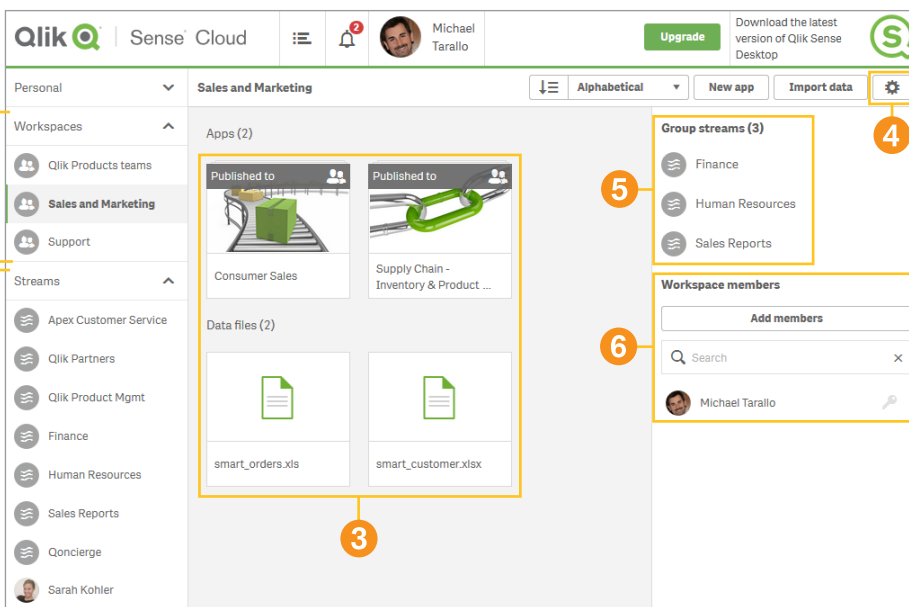 Qlik Q Sense® Cloud
2
Michael
Tarallo
Upgrade
Download the latest
version of Qlik Sense
Desktop
S
Personal
Sales and Marketing
Alphabetical
New app
Import data
4
Workspaces
Qlik Products teams
Sales and Marketing
Support
Streams
Apex Customer Service
Qlik Partners
Qlik Product Mgmt
Finance
Human Resources
Sales Reports
Qoncierge
Sarah Kohler
Apps (2)
Published to
Published to
Consumer Sales
Supply Chain -
Inventory & Product ...
Data files (2)
smart_orders.xls
smart_customer.xlsx
3
Group streams (3)
Finance
5
Human Resources
Sales Reports
Workspace members
Add members
6
Search
Michael Tarallo